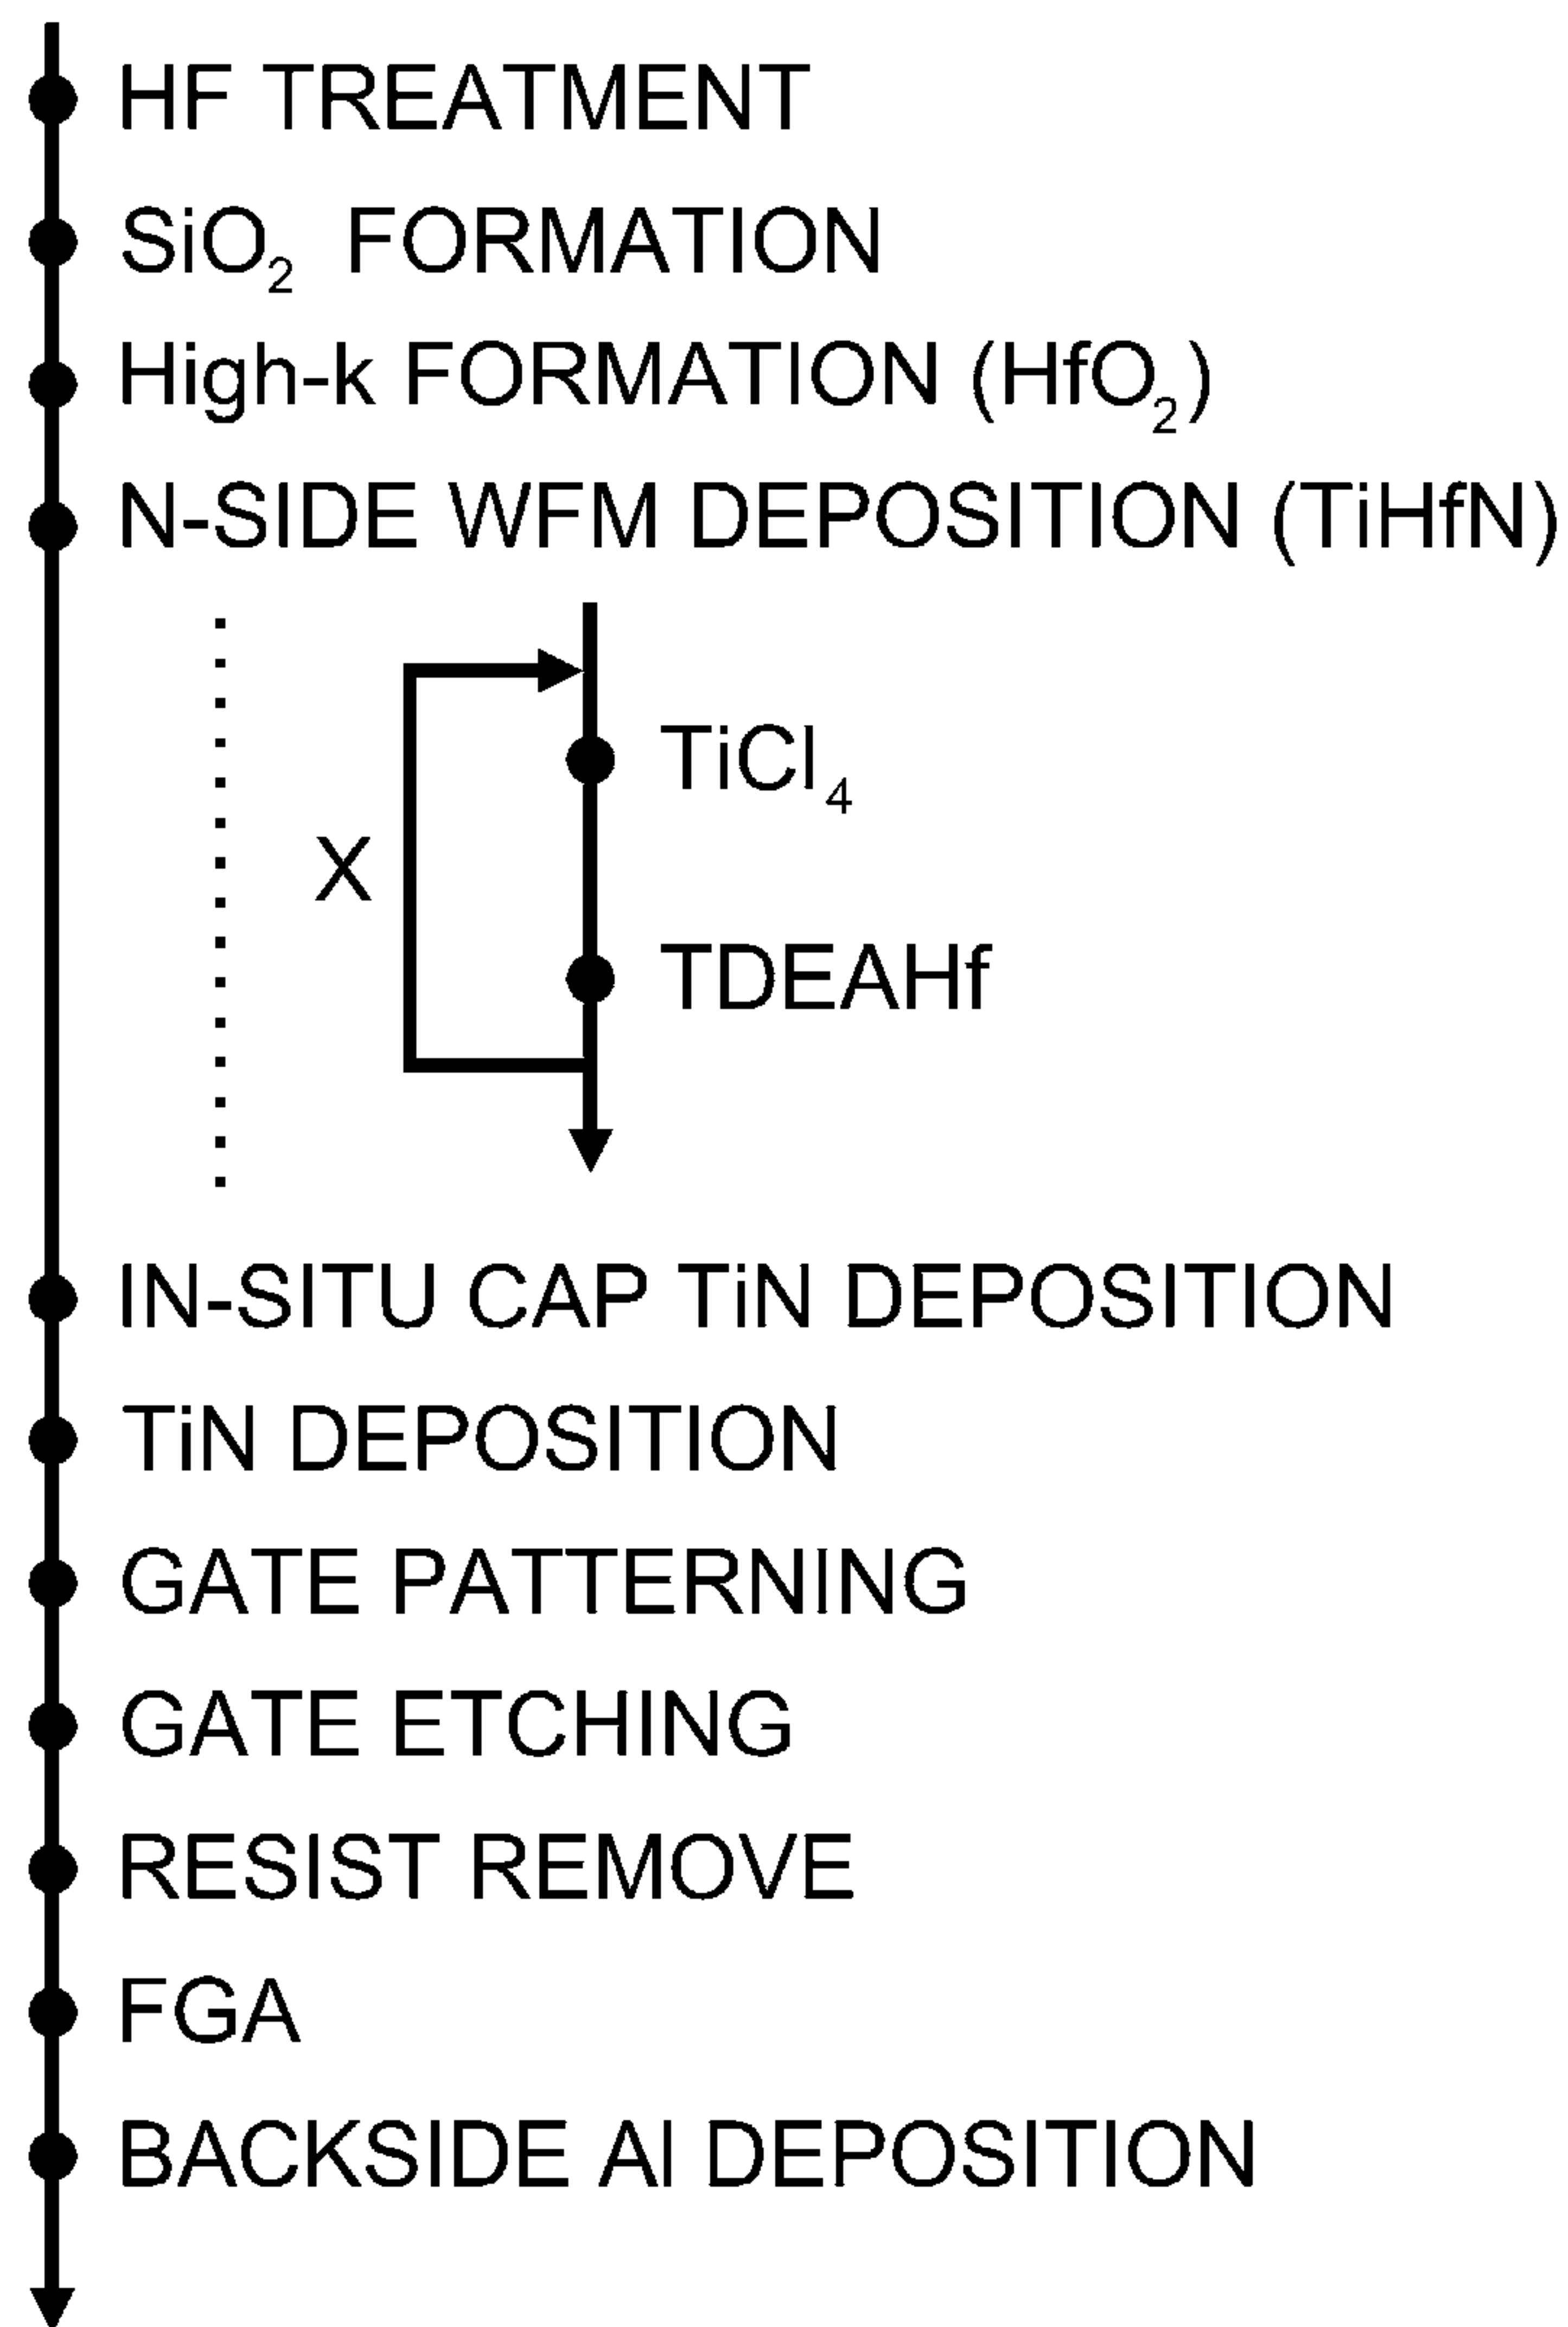 HF TREATMENT
SiO₂ FORMATION
High-k FORMATION (HfO₂)
N-SIDE WFM DEPOSITION (TiHfN)
TiCl₄
X
TDEAHf
IN-SITU CAP TiN DEPOSITION
TiN DEPOSITION
GATE PATTERNING
GATE ETCHING
RESIST REMOVE
FGA
BACKSIDE Al DEPOSITION